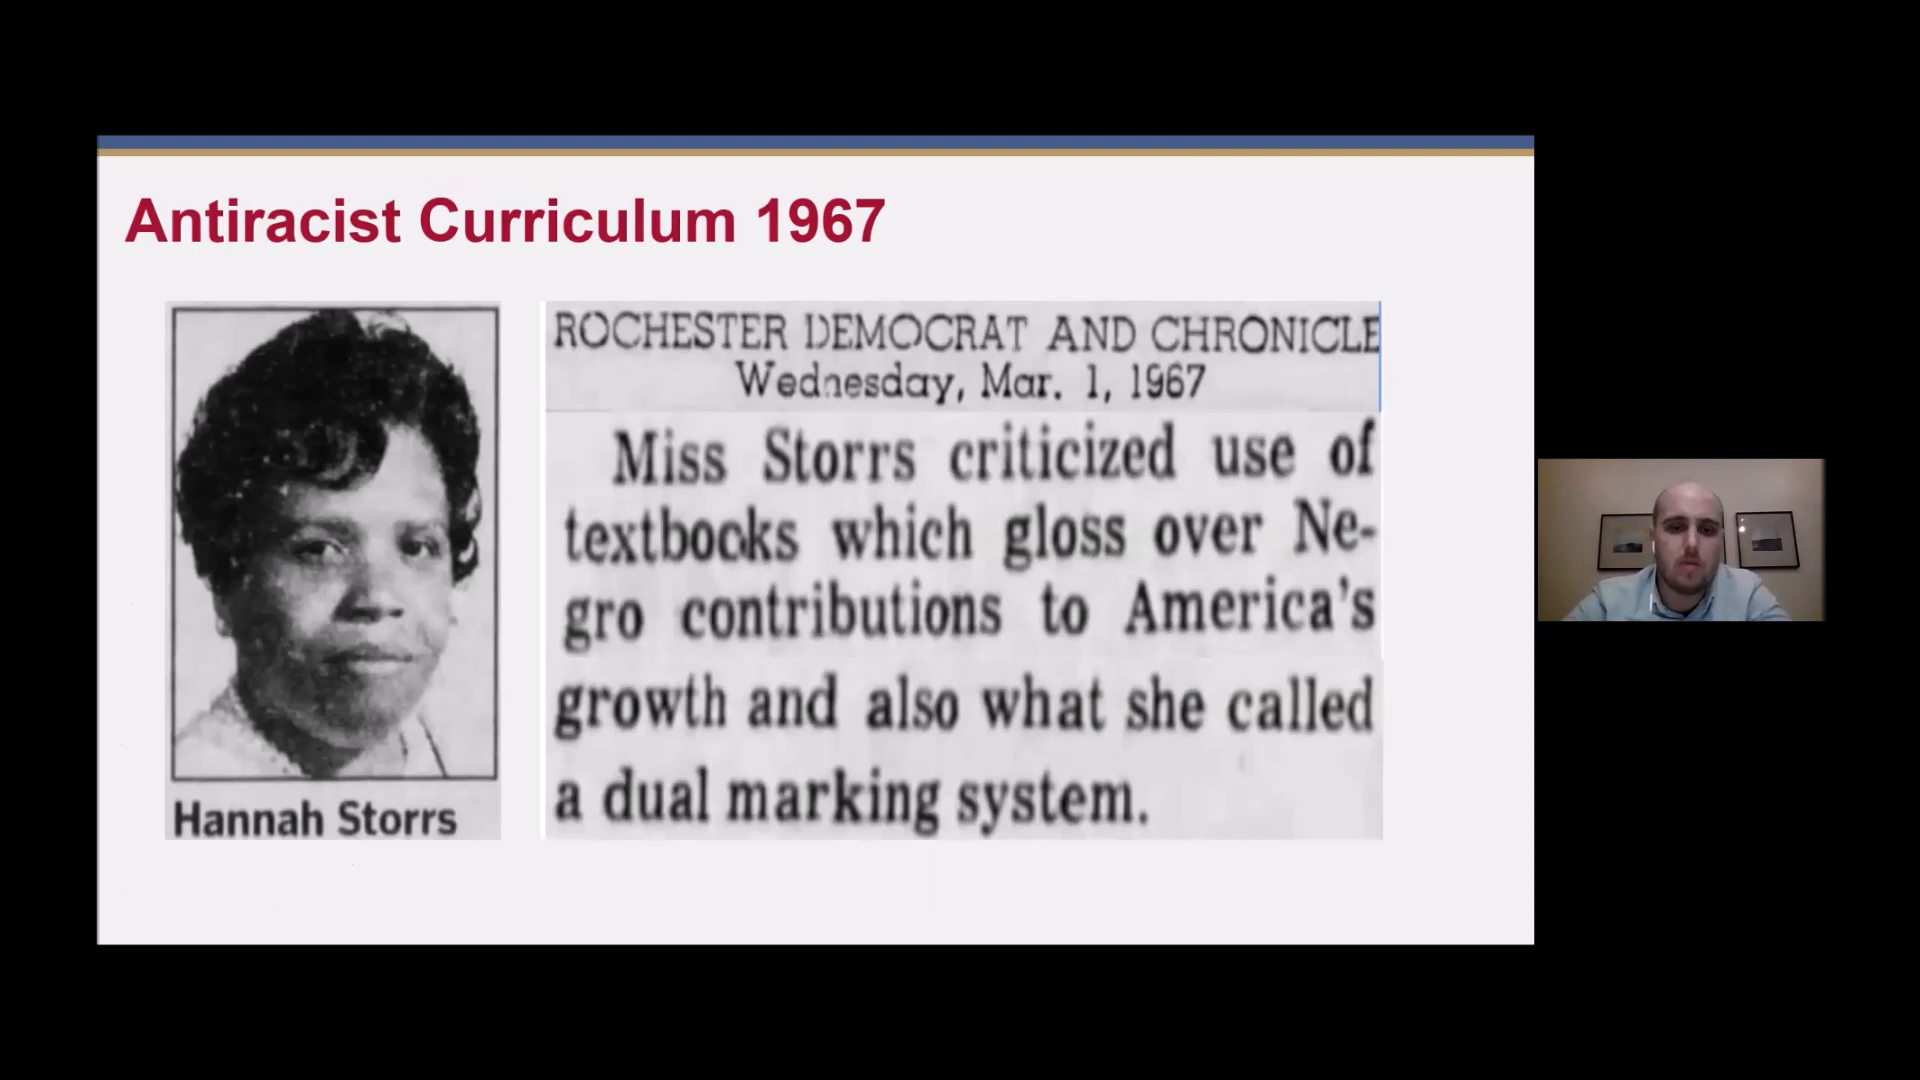 Antiracist Curriculum 1967
Hannah Storrs
ROCHESTER DEMOCRAT AND CHRONICLE
Wednesday, Mar. 1, 1967
Miss Storrs criticized use of
textbooks which gloss over Ne-
gro contributions to America's
growth and also what she called
a dual marking system.